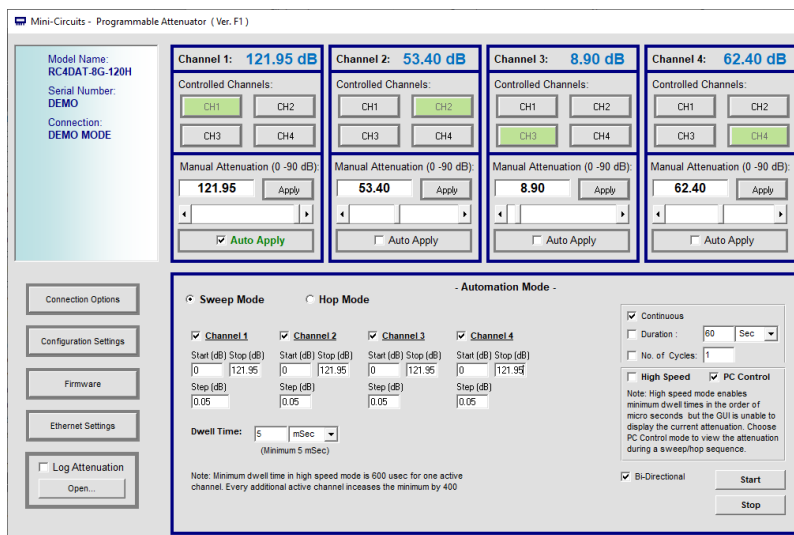 Mini-Circuits - Programmable Attenuator ( Ver. F1 )
Model Name:
RC4DAT-8G-120H
Serial Number:
DEMO
Connection:
DEMO MODE
Channel 1: 121.95 dB
Controlled Channels:
CH1 CH2
CH3 CH4
Manual Attenuation (0 -90 dB):
121.95 Apply
Auto Apply
Channel 2: 53.40 dB
Controlled Channels:
CH1 CH2
CH3 CH4
Manual Attenuation (0 -90 dB):
53.40 Apply
Auto Apply
Channel 3: 8.90 dB
Controlled Channels:
CH1 CH2
CH3 CH4
Manual Attenuation (0 -90 dB):
8.90 Apply
Auto Apply
Channel 4: 62.40 dB
Controlled Channels:
CH1 CH2
CH3 CH4
Manual Attenuation (0 -90 dB):
62.40 Apply
Auto Apply
Connection Options
Configuration Settings
Firmware
Ethernet Settings
Log Attenuation
Open...
- Automation Mode -
Sweep Mode Hop Mode
Channel 1 Channel 2 Channel 3 Channel 4
Start (dB) Stop (dB) Start (dB) Stop (dB) Start (dB) Stop (dB) Start (dB) Stop (dB)
0 121.95 0 121.95 0 121.95 0 121.95
Step (dB) Step (dB) Step (dB) Step (dB)
0.05 0.05 0.05 0.05
Dwell Time: 5 mSec
(Minimum 5 mSec)
Note: Minimum dwell time in high speed mode is 600 usec for one active
channel. Every additional active channel inceases the minimum by 400
Continuous
Duration : 60 Sec
No. of Cycles: 1
High Speed PC Control
Note: High speed mode enables
minimum dwell times in the order of
micro seconds but the GUI is unable to
display the current attenuation. Choose
PC Control mode to view the attenuation
during a sweep/hop sequence.
Bi-Directional Start
Stop